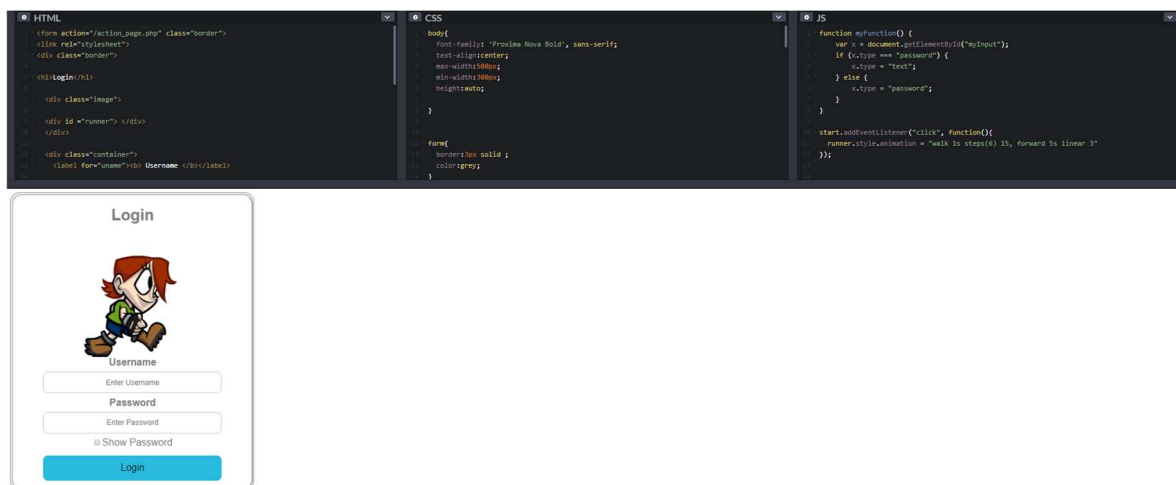 HTML
<form action="/action_page.php" class="border">
<link rel="stylesheet">
<div class="border">
<h1>Login</h1>
<div class="image">
<div id ="runner"> </div>
</div>
<div class="container">
<label for="uname"><b> Username </b></label>
CSS
body{
font-family: 'Proxima Nova Bold', sans-serif;
text-align:center;
max-width:500px;
min-width:300px;
height:auto;
}
form{
border:3px solid ;
color:grey;
}
JS
function myFunction() {
var x = document.getElementById("myInput");
if (x.type === "password") {
x.type = "text";
} else {
x.type = "password";
}
}
start.addEventListener("click", function(){
runner.style.animation = "walk 1s steps(6) 15, forward 5s linear 3"
});
Login
Username
Enter Username
Password
Enter Password
Show Password
Login